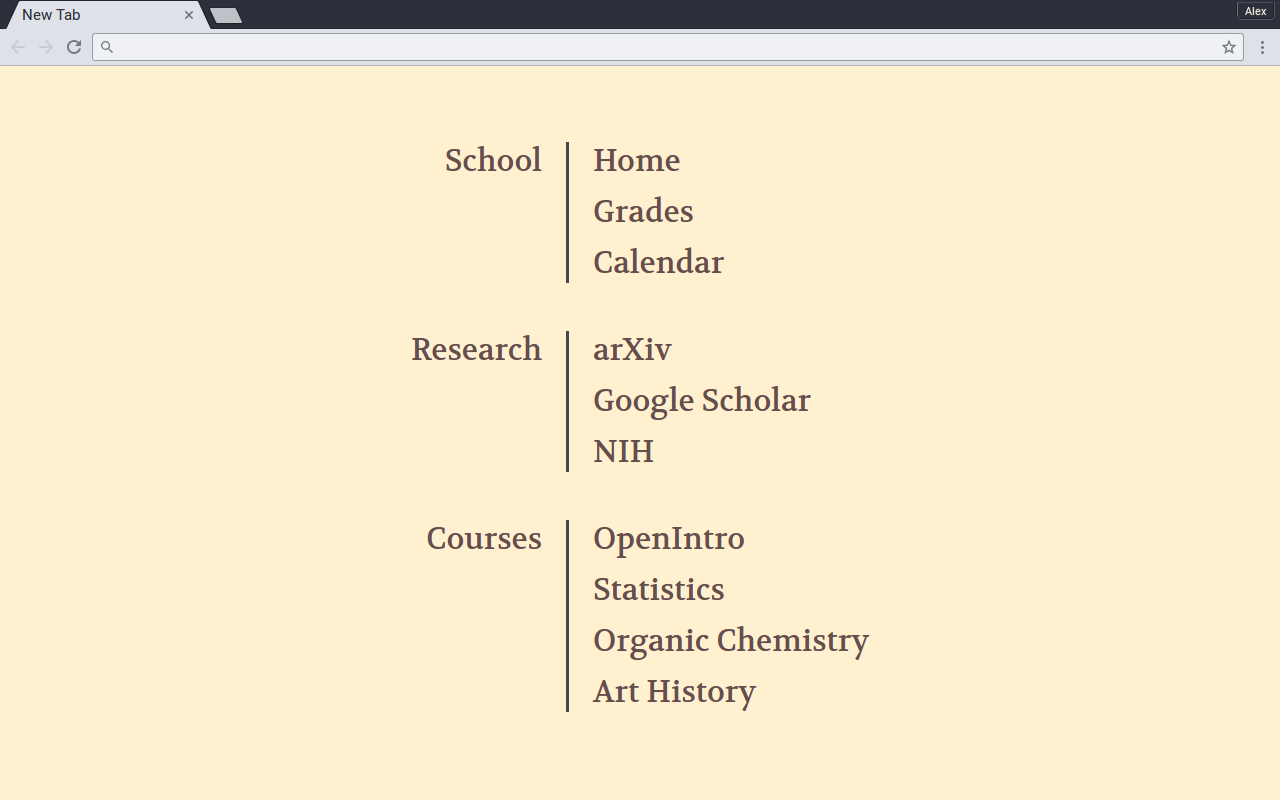 New Tab
Alex
School
Home
Grades
Calendar
Research
arXiv
Google Scholar
NIH
Courses
OpenIntro
Statistics
Organic Chemistry
Art History